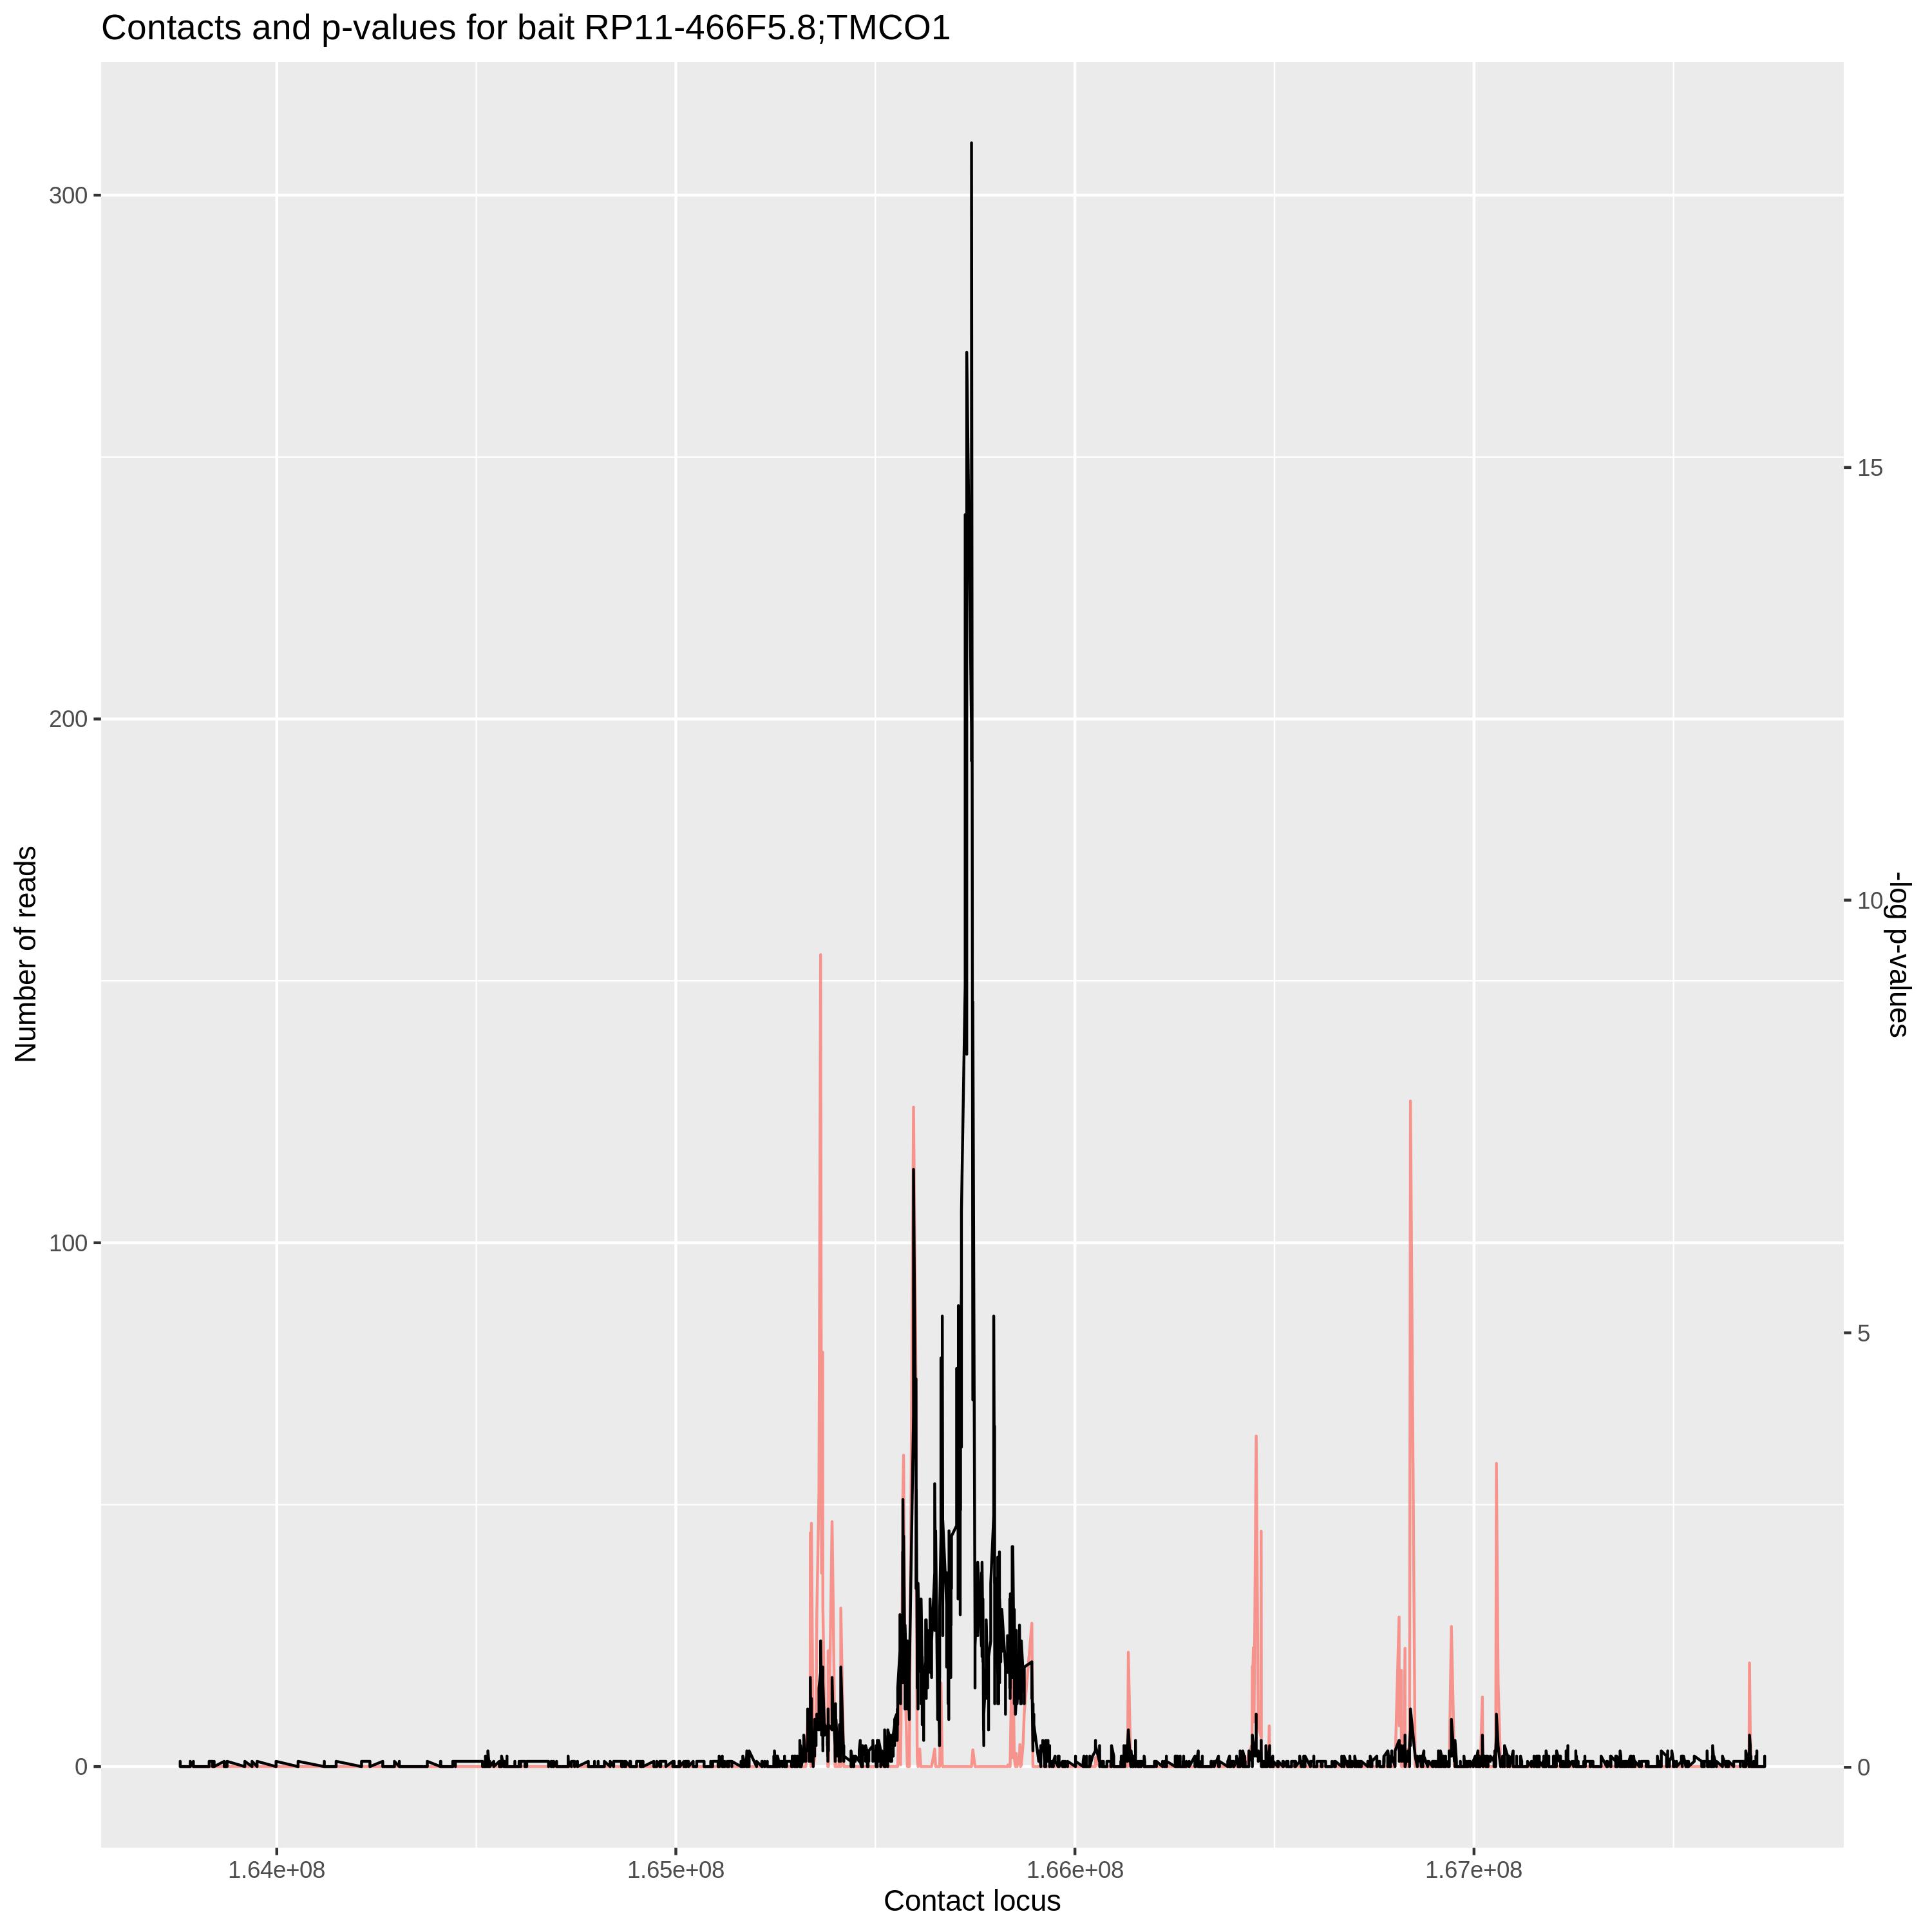 Contacts and p-values for bait RP11-466F5.8;TMCO1
300
200
100
0
Number of reads
15
10
5
0
-log p-values
1.64e+08 1.65e+08 1.66e+08 1.67e+08
Contact locus